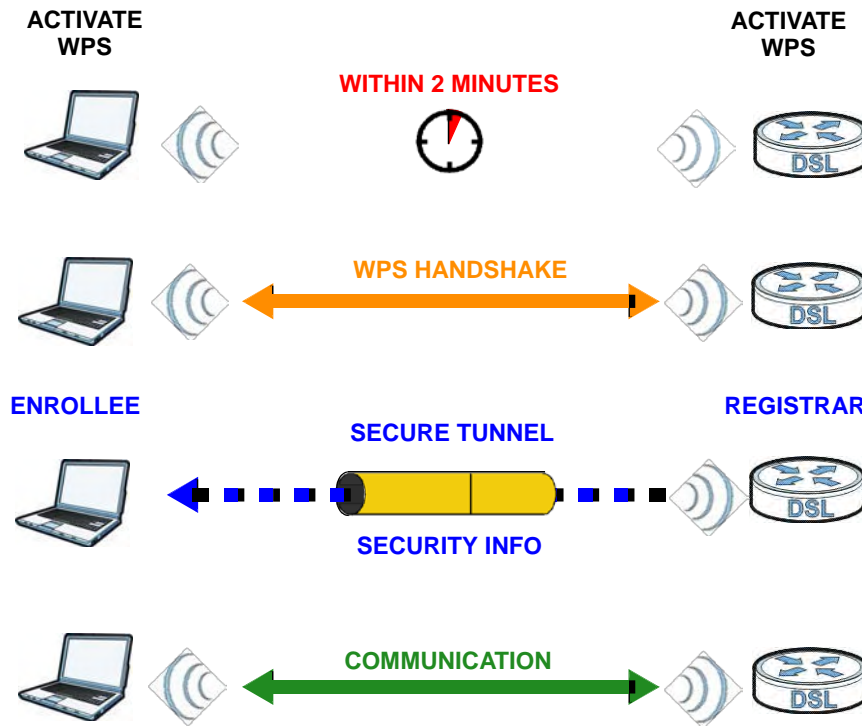 ACTIVATE
WPS
ACTIVATE
WPS
WITHIN 2 MINUTES
DSL
WPS HANDSHAKE
DSL
ENROLLEE
REGISTRAR
SECURE TUNNEL
DSL
SECURITY INFO
COMMUNICATION
DSL